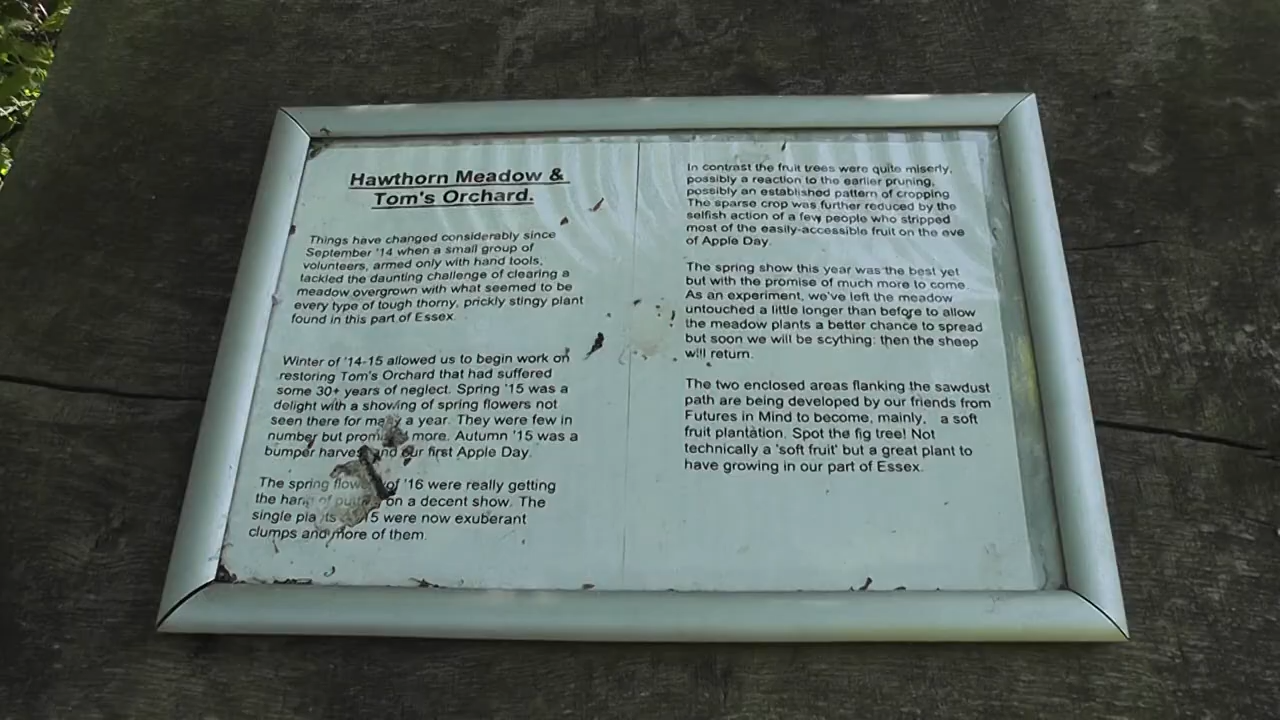 Hawthorn Meadow &
Tom's Orchard.
Things have changed considerably since
September '14 when a small group of
volunteers, armed only with hand tools,
tackled the daunting challenge of clearing a
meadow overgrown with what seemed to be
every type of tough thorny, prickly stingy plant
found in this part of Essex.
Winter of '14-15 allowed us to begin work on
restoring Tom's Orchard that had suffered
some 30+ years of neglect. Spring '15 was a
delight with a showing of spring flowers not
seen there for many a year. They were few in
number but more. Autumn '15 was a
bumper harvest and our first Apple Day.
The spring of '16 were really getting
the hang of on a decent show. The
single were now exuberant
clumps and more of them.
In contrast the fruit trees were quite miserly,
possibly a reaction to the earlier pruning,
possibly an established pattern of cropping
The sparse crop was further reduced by the
selfish action of a few people who stripped
most of the easily-accessible fruit on the eve
of Apple Day.
The spring show this year was the best yet
but with the promise of much more to come.
As an experiment, we've left the meadow
untouched a little longer than before to allow
the meadow plants a better chance to spread
but soon we will be scything: then the sheep
will return.
The two enclosed areas flanking the sawdust
path are being developed by our friends from
Futures in Mind to become, mainly, a soft
fruit plantation. Spot the fig tree! Not
technically a 'soft fruit' but a great plant to
have growing in our part of Essex.